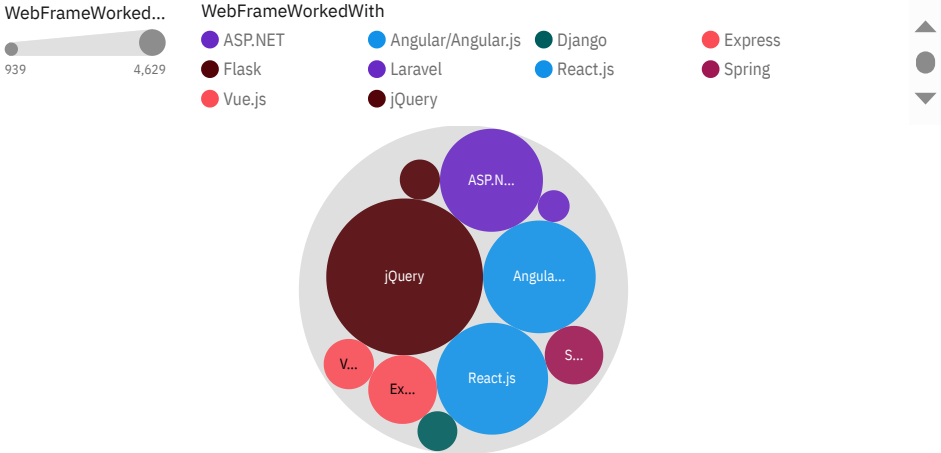 WebFrameWorked...
939 4,629
WebFrameWorkedWith
ASP.NET Angular/Angular.js Django Express
Flask Laravel React.js Spring
Vue.js jQuery
ASP.N...
jQuery
Angula...
S...
V...
Ex...
React.js